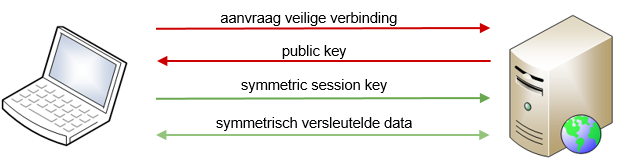 aanvraag veilige verbinding
public key
symmetric session key
symmetrisch versleutelde data